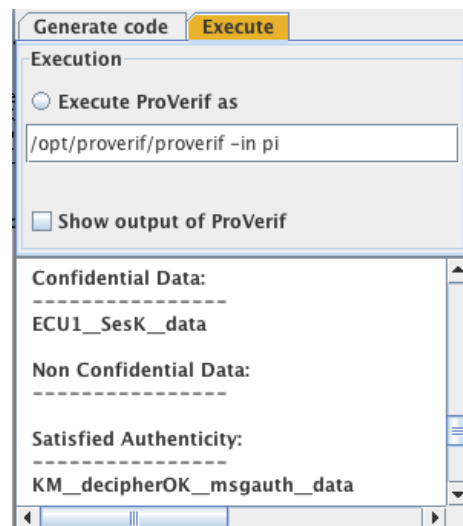 Generate code Execute
Execution
Execute ProVerif as
/opt/proverif/proverif -in pi
Show output of ProVerif
Confidential Data:
----------------
ECU1__SesK__data
Non Confidential Data:
----------------
Satisfied Authenticity:
----------------
KM__decipherOK__msgauth__data